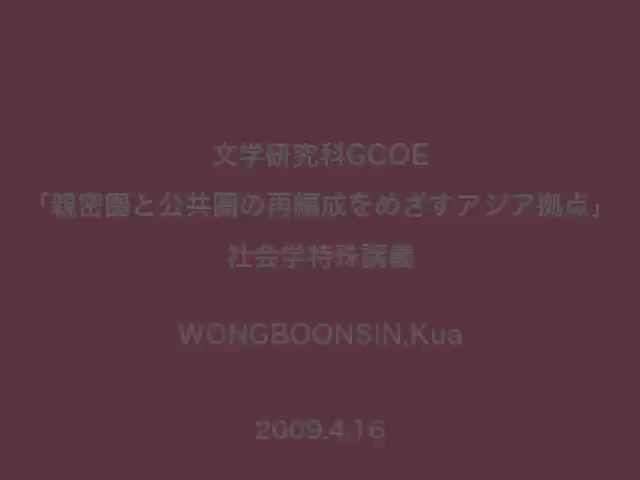 文学研究科GCOE
「親密圏と公共圏の再編成をめざすアジア拠点」
社会学特殊講義
WONGBOONSIN,Kua
2009.4.16